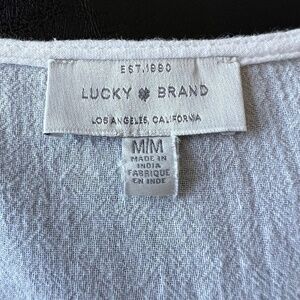 EST. 1990
LUCKY BRAND
LOS ANGELES, CALIFORNIA
M/M
MADE IN
INDIA
FABRIQUE
EN INDE